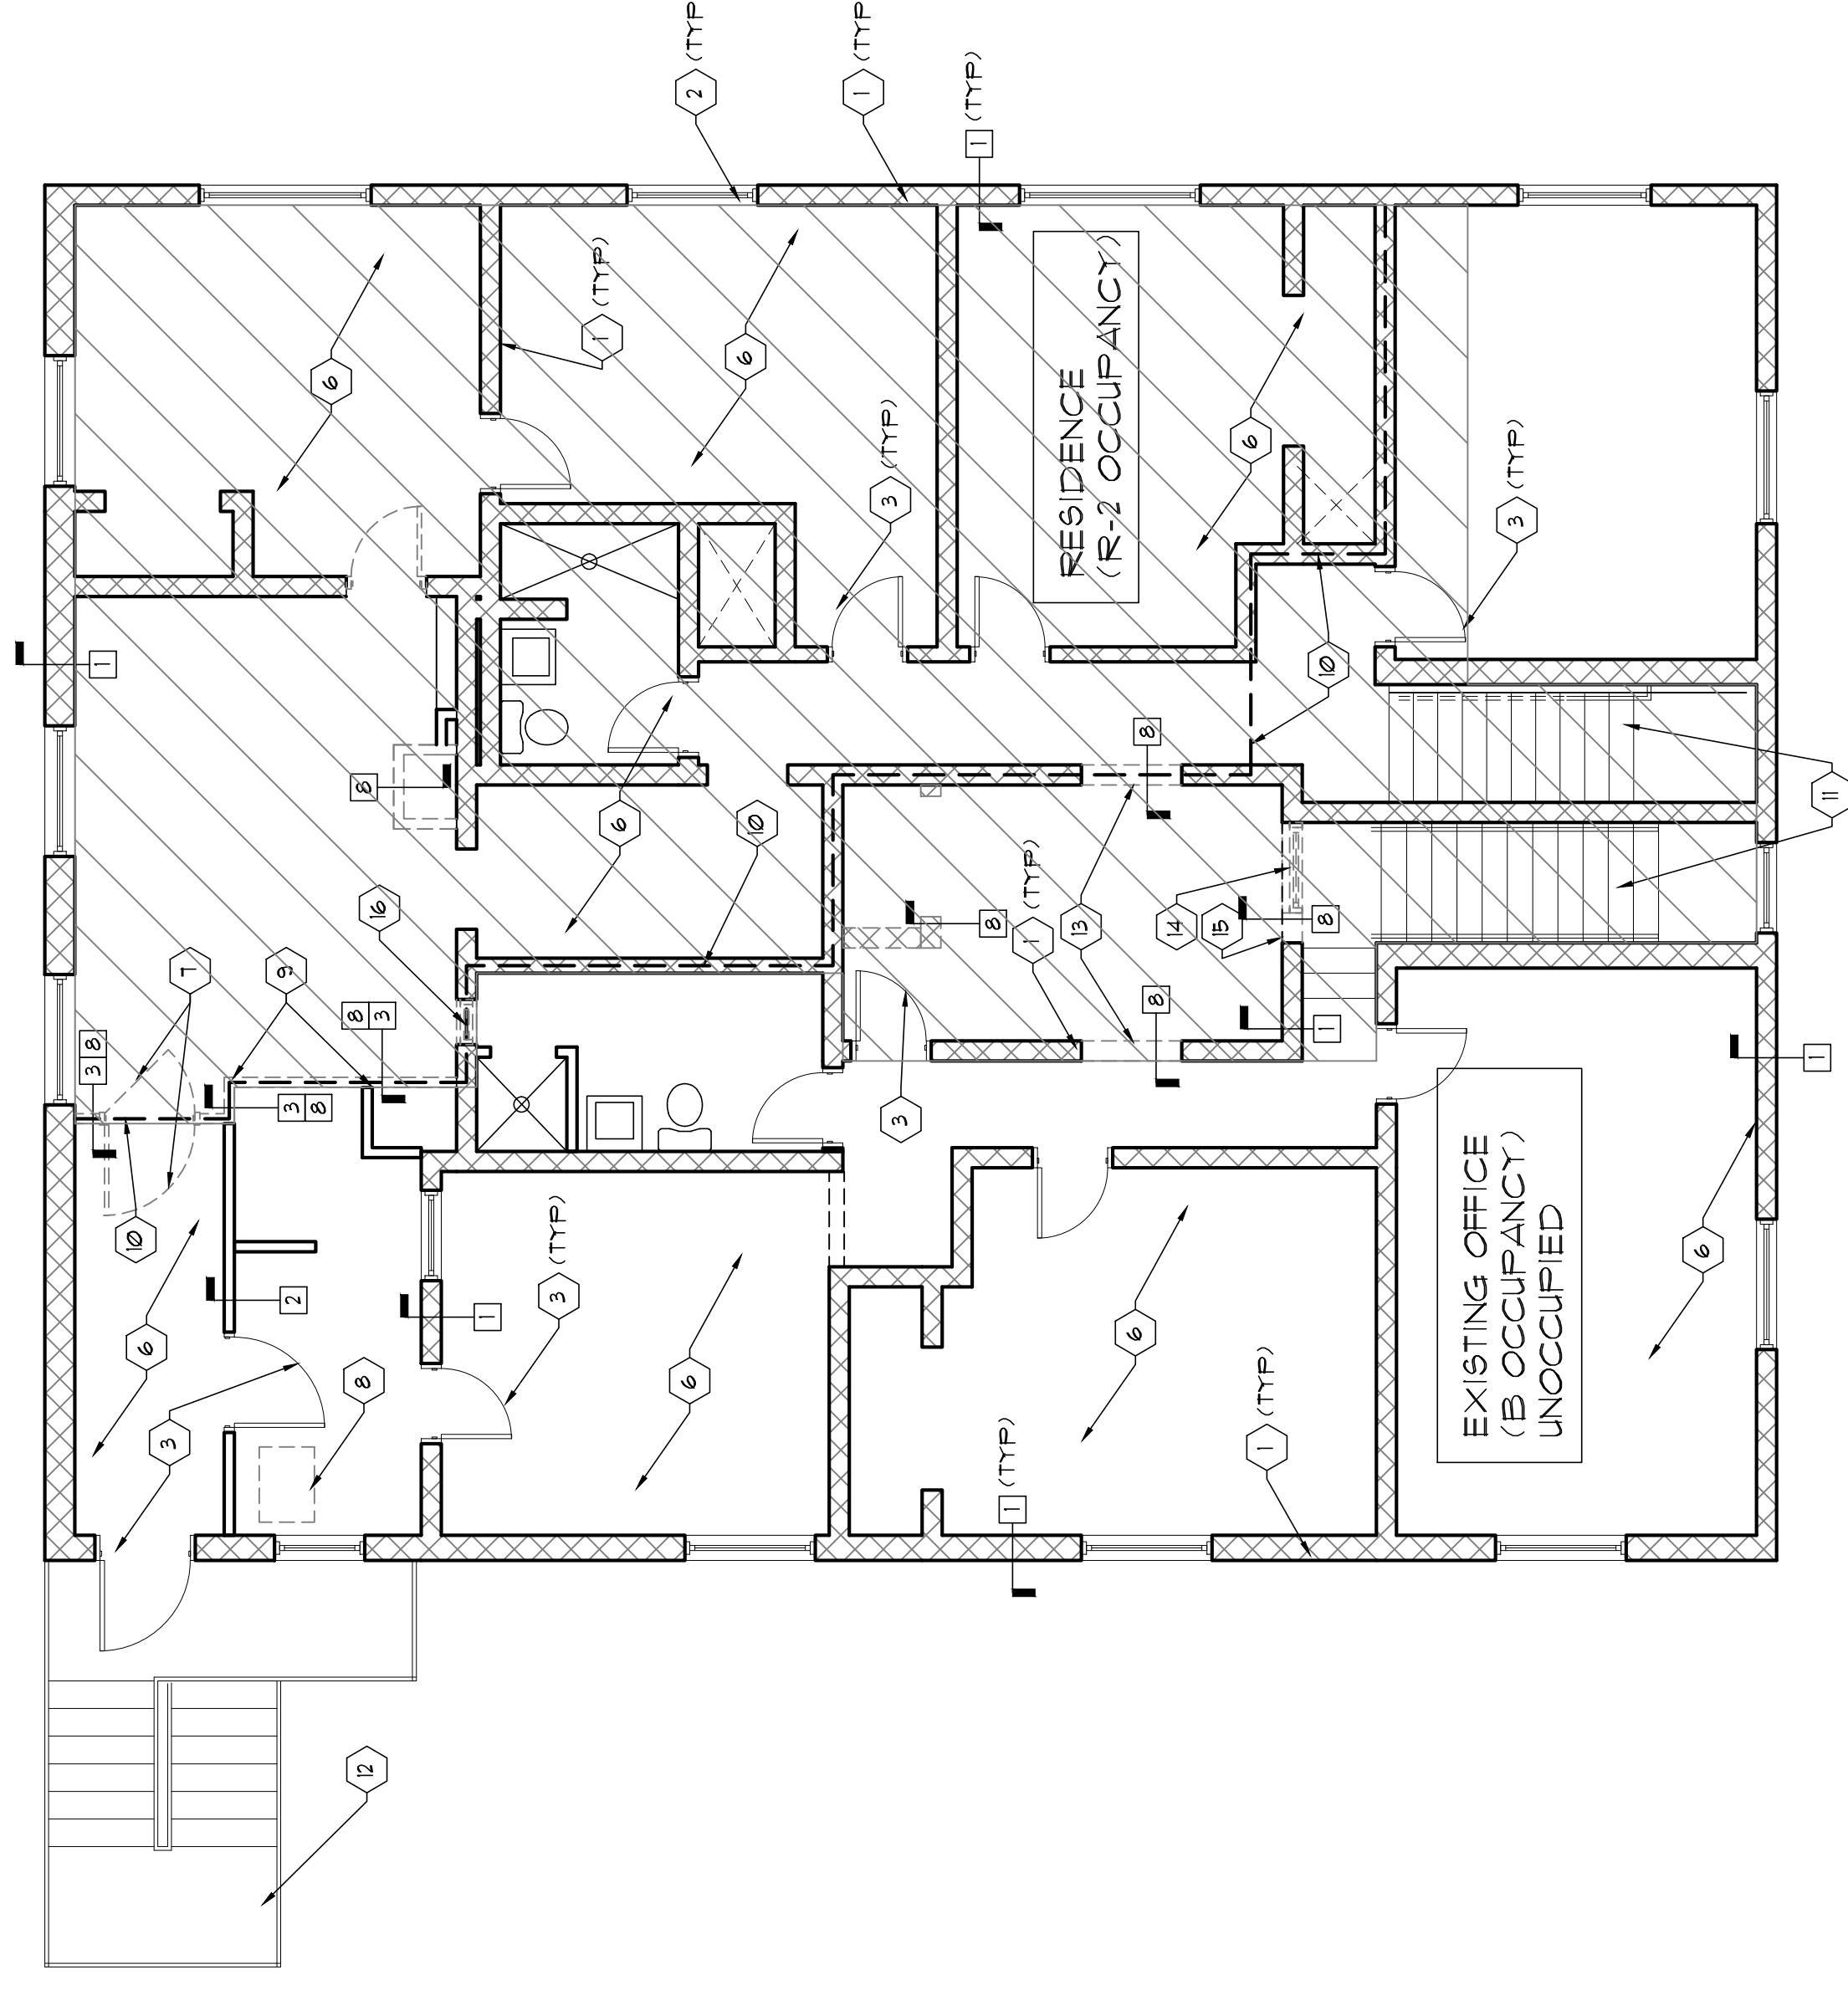 2 (TYP
1 (TYP
1 (TYP)
1 (TYP)
6
6
RESIDENCE
(R-2 OCCUPANCY)
6
3 (TYP)
3 (TYP)
1
10
8
8
6
10
11
16
1 (TYP)
13
14
15
8
8
7
9
3 8
8 3
3 8
8
1
1
3
10
EXISTING OFFICE
(B OCCUPANCY)
UNOCCUPIED
6
2
1
3 (TYP)
6
8
6
6
3
1 (TYP)
1 (TYP)
12